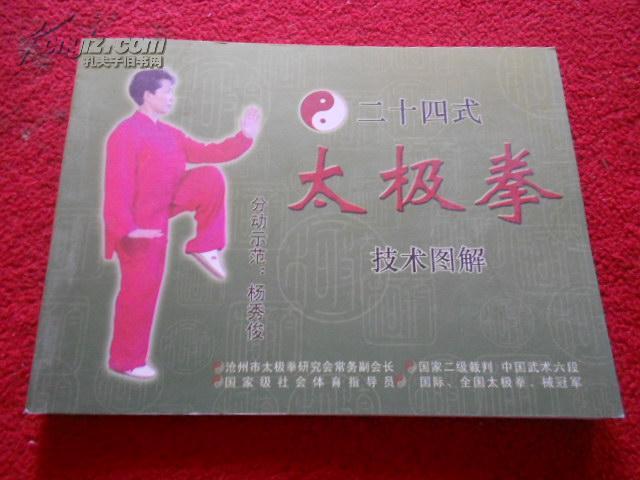 kongfz.com
孔夫子旧书网
二十四式
太极拳
技术图解
分动示范：杨秀俊
沧州市太极拳研究会常务副会长
国家级社会体育指导员
国家二级裁判 中国武术六段
国际、全国太极拳、械冠军